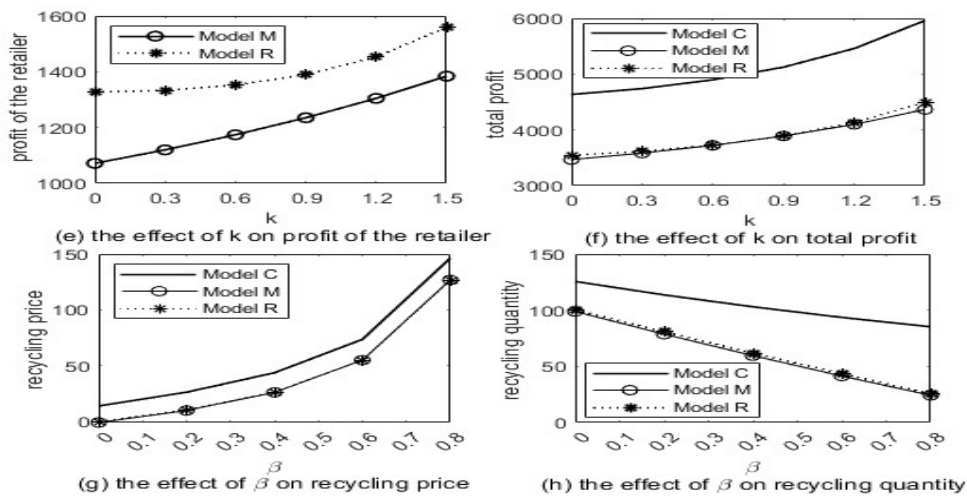 1600
1400
1200
1000
profit of the retailer
Model M
Model R
0 0.3 0.6 0.9 1.2 1.5
k
(e) the effect of k on profit of the retailer
6000
5000
4000
3000
total profit
Model C
Model M
Model R
0 0.3 0.6 0.9 1.2 1.5
k
(f) the effect of k on total profit
150
100
50
0
recycling price
Model C
Model M
Model R
0 0.1 0.2 0.3 0.4 0.5 0.6 0.7 0.8
β
(g) the effect of β on recycling price
150
100
50
0
recycling quantity
Model C
Model M
Model R
0 0.1 0.2 0.3 0.4 0.5 0.6 0.7 0.8
β
(h) the effect of β on recycling quantity